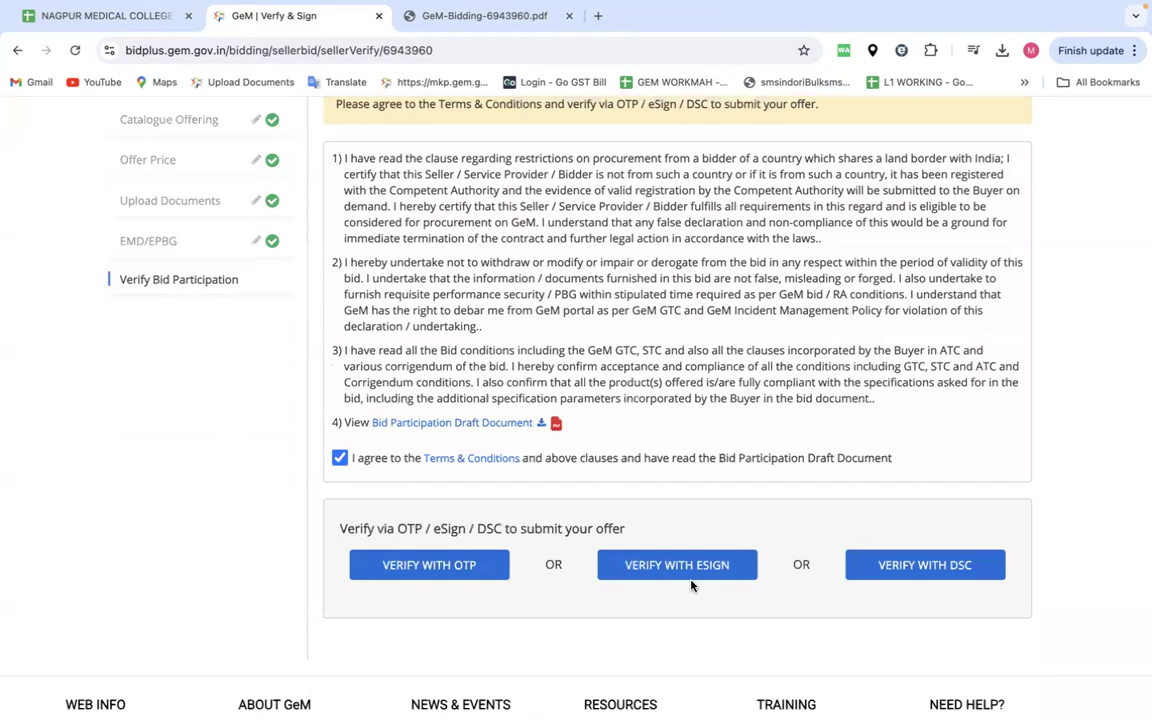 NAGPUR MEDICAL COLLEGE
GeM | Verfy & Sign
GeM-Bidding-6943960.pdf
bidplus.gem.gov.in/bidding/sellerbid/sellerVerify/6943960
WA
M
Finish update
Gmail
YouTube
Maps
Upload Documents
Translate
https://mkp.gem.g...
Go
Login - Go GST Bill
GEM WORKMAH -...
smsindoriBulksms...
L1 WORKING - Go...
All Bookmarks
Please agree to the Terms & Conditions and verify via OTP / eSign / DSC to submit your offer.
Catalogue Offering
Offer Price
Upload Documents
EMD/EPBG
Verify Bid Participation
1) I have read the clause regarding restrictions on procurement from a bidder of a country which shares a land border with India; I
certify that this Seller / Service Provider / Bidder is not from such a country or if it is from such a country, it has been registered
with the Competent Authority and the evidence of valid registration by the Competent Authority will be submitted to the Buyer on
demand. I hereby certify that this Seller / Service Provider / Bidder fulfills all requirements in this regard and is eligible to be
considered for procurement on GeM. I understand that any false declaration and non-compliance of this would be a ground for
immediate termination of the contract and further legal action in accordance with the laws..
2) I hereby undertake not to withdraw or modify or impair or derogate from the bid in any respect within the period of validity of this
bid. I undertake that the information / documents furnished in this bid are not false, misleading or forged. I also undertake to
furnish requisite performance security / PBG within stipulated time required as per GeM bid / RA conditions. I understand that
GeM has the right to debar me from GeM portal as per GeM GTC and GeM Incident Management Policy for violation of this
declaration / undertaking..
3) I have read all the Bid conditions including the GeM GTC, STC and also all the clauses incorporated by the Buyer in ATC and
various corrigendum of the bid. I hereby confirm acceptance and compliance of all the conditions including GTC, STC and ATC and
Corrigendum conditions. I also confirm that all the product(s) offered is/are fully compliant with the specifications asked for in the
bid, including the additional specification parameters incorporated by the Buyer in the bid document..
4) View Bid Participation Draft Document
I agree to the Terms & Conditions and above clauses and have read the Bid Participation Draft Document
Verify via OTP / eSign / DSC to submit your offer
VERIFY WITH OTP
OR
VERIFY WITH ESIGN
OR
VERIFY WITH DSC
WEB INFO
ABOUT GeM
NEWS & EVENTS
RESOURCES
TRAINING
NEED HELP?